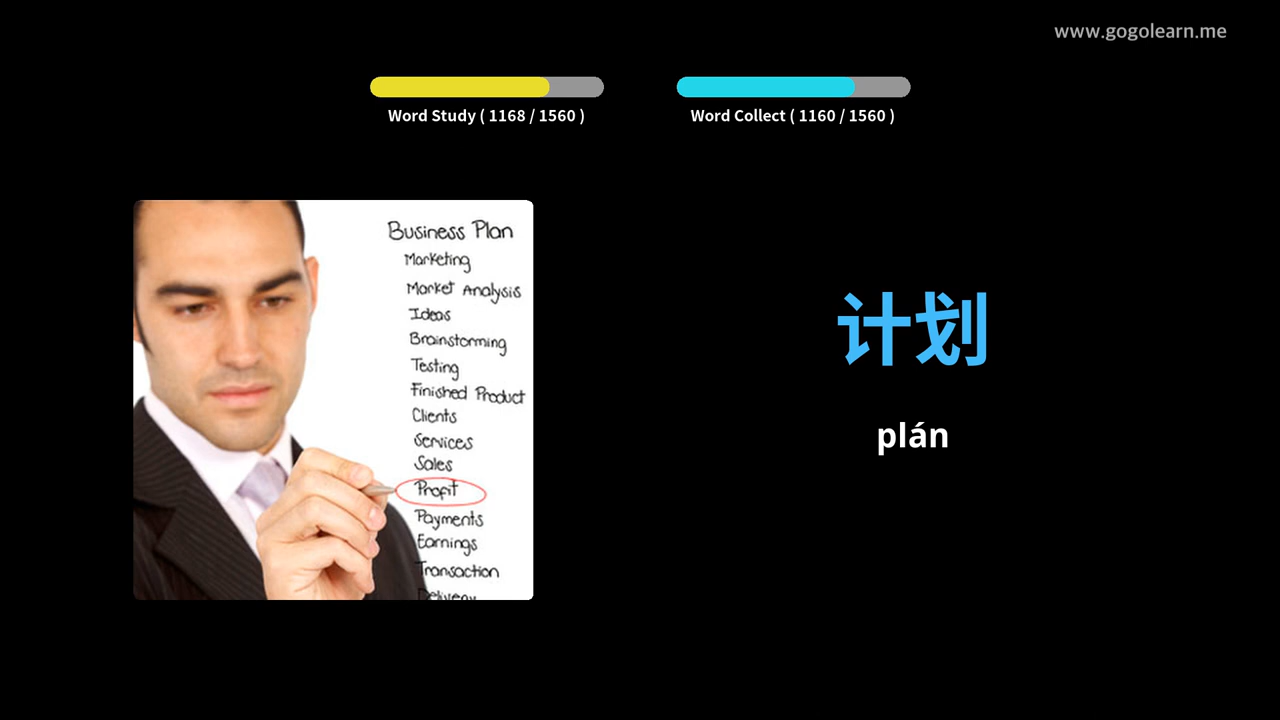 www.gogolearn.me
Word Study ( 1168 / 1560 )
Word Collect ( 1160 / 1560 )
Business Plan
Marketing
Market Analysis
Ideas
Brainstorming
Testing
Finished Product
Clients
Services
Sales
Profit
Payments
Earnings
Transaction
Delivery
计划
plán